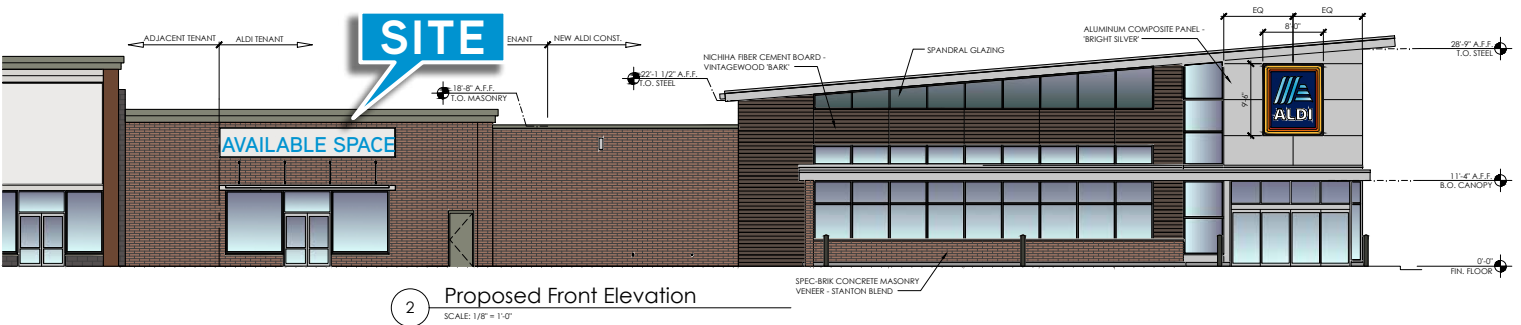 SITE
ADJACENT TENANT
ALDI TENANT
ENANT
NEW ALDI CONST.
18'-8" A.F.F.
T.O. MASONRY
22'-1 1/2" A.F.F.
T.O. STEEL
NICHIHA FIBER CEMENT BOARD -
VINTAGEWOOD 'BARK'
SPANDRAL GLAZING
ALUMINUM COMPOSITE PANEL -
'BRIGHT SILVER'
EQ
EQ
8'-0"
9'-6"
ALDI
28'-9" A.F.F.
T.O. STEEL
AVAILABLE SPACE
11'-4" A.F.F.
B.O. CANOPY
0'-0"
FIN. FLOOR
SPEC-BRIK CONCRETE MASONRY
VENEER - STANTON BLEND
2
Proposed Front Elevation
SCALE: 1/8" = 1'-0"